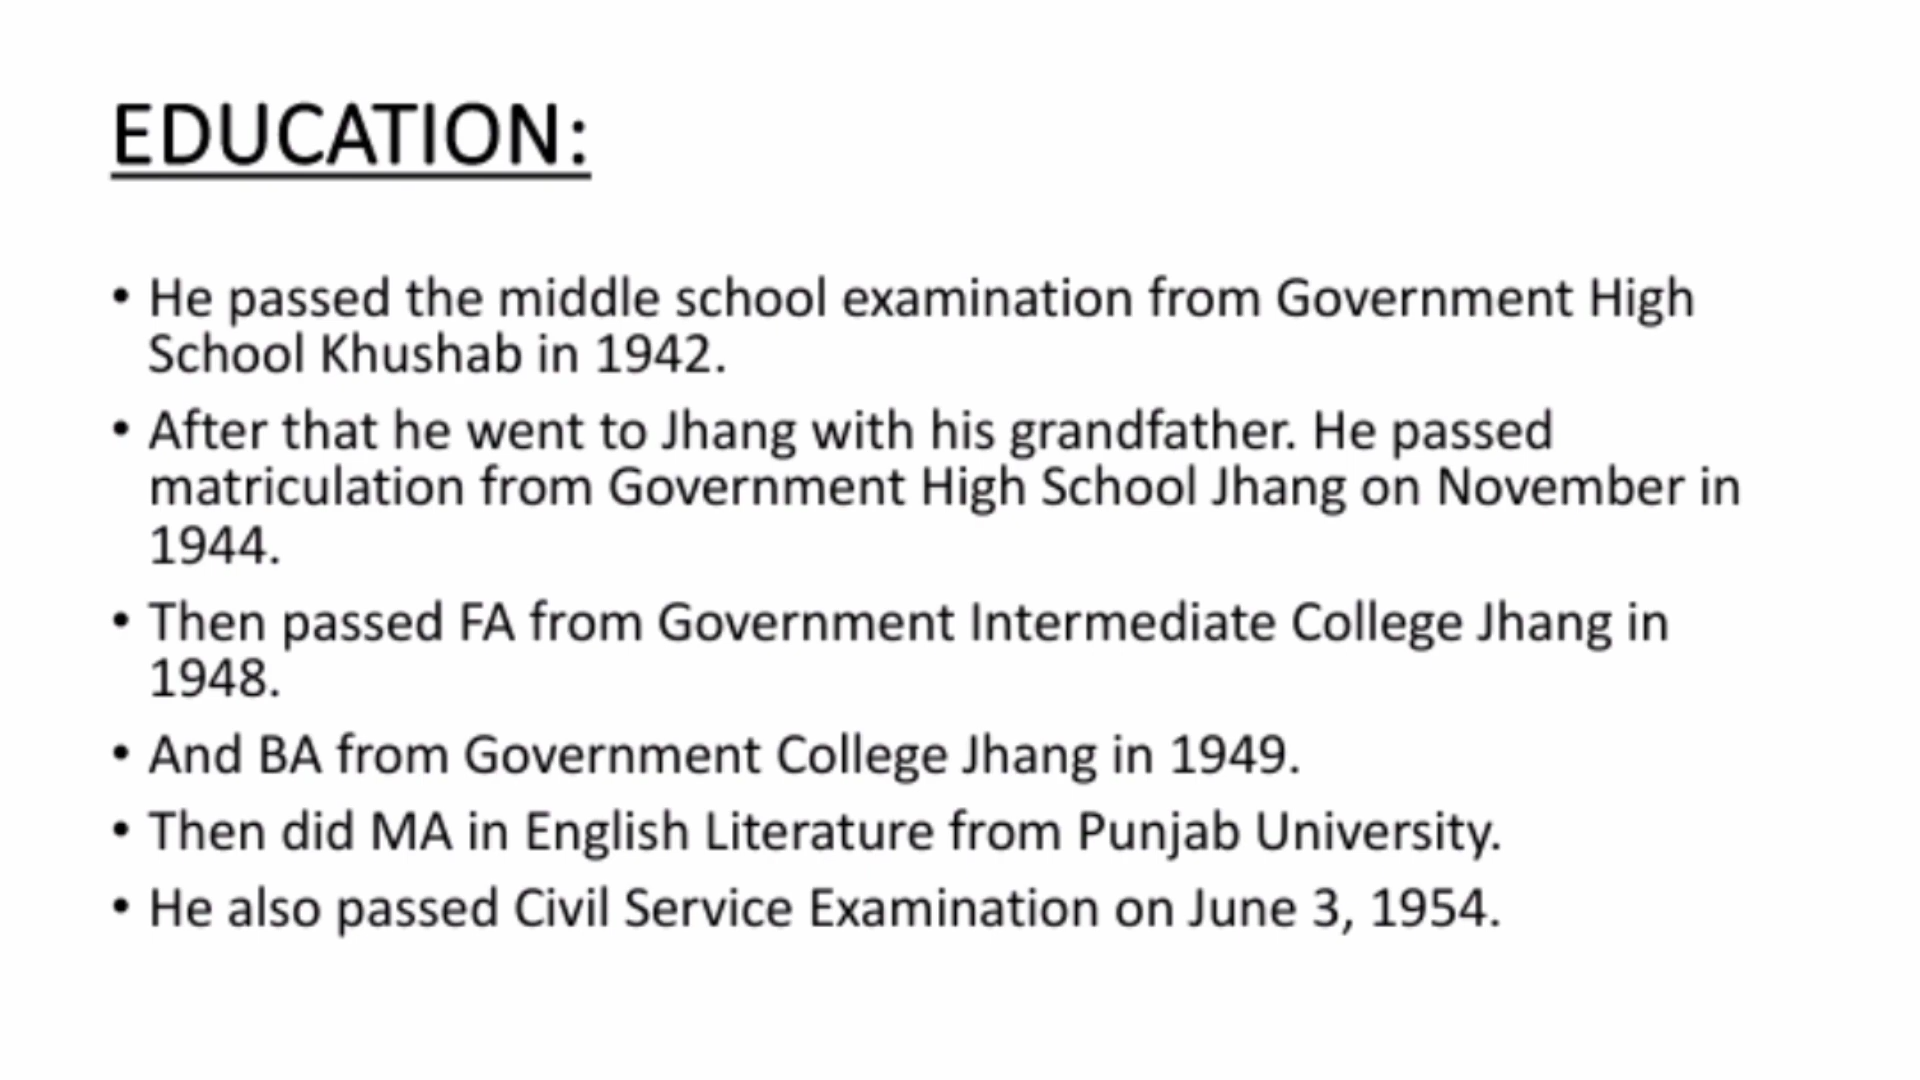 EDUCATION:
• He passed the middle school examination from Government High
School Khushab in 1942.
• After that he went to Jhang with his grandfather. He passed
matriculation from Government High School Jhang on November in
1944.
• Then passed FA from Government Intermediate College Jhang in
1948.
• And BA from Government College Jhang in 1949.
• Then did MA in English Literature from Punjab University.
• He also passed Civil Service Examination on June 3, 1954.